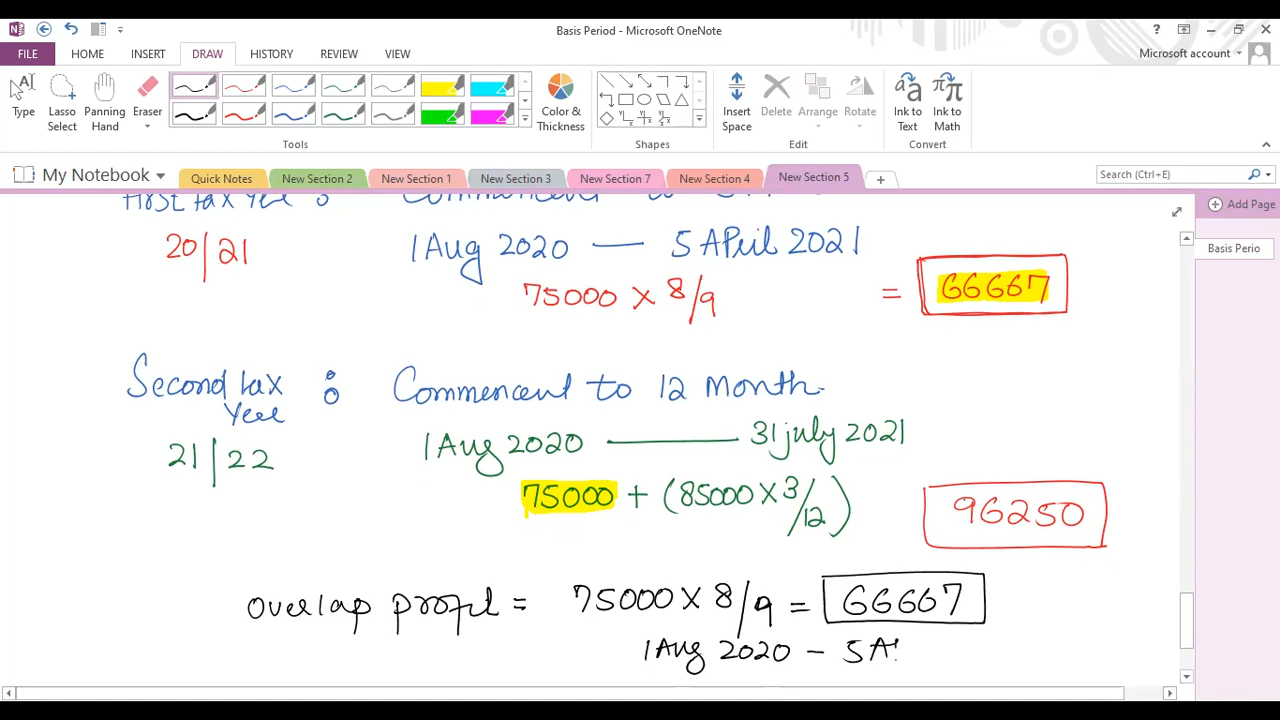 Basis Period - Microsoft OneNote
FILE HOME INSERT DRAW HISTORY REVIEW VIEW Microsoft account
Type Lasso Select Panning Hand Eraser Color & Thickness Insert Space Delete Arrange Rotate Ink to Text Ink to Math
Tools Shapes Edit Convert
My Notebook Quick Notes New Section 2 New Section 1 New Section 3 New Section 7 New Section 4 New Section 5 Search (Ctrl+E)
Add Page
Basis Perio
20/21 1 Aug 2020 — 5 APril 2021
75000 × 8/9 = 66667
Second tax : Commencent to 12 Month
Yeer
21/22 1 Aug 2020 — 31 july 2021
75000 + (85000 × 3/12) 96250
overlap profit = 75000 × 8/9 = 66667
1 Aug 2020 – 5 A